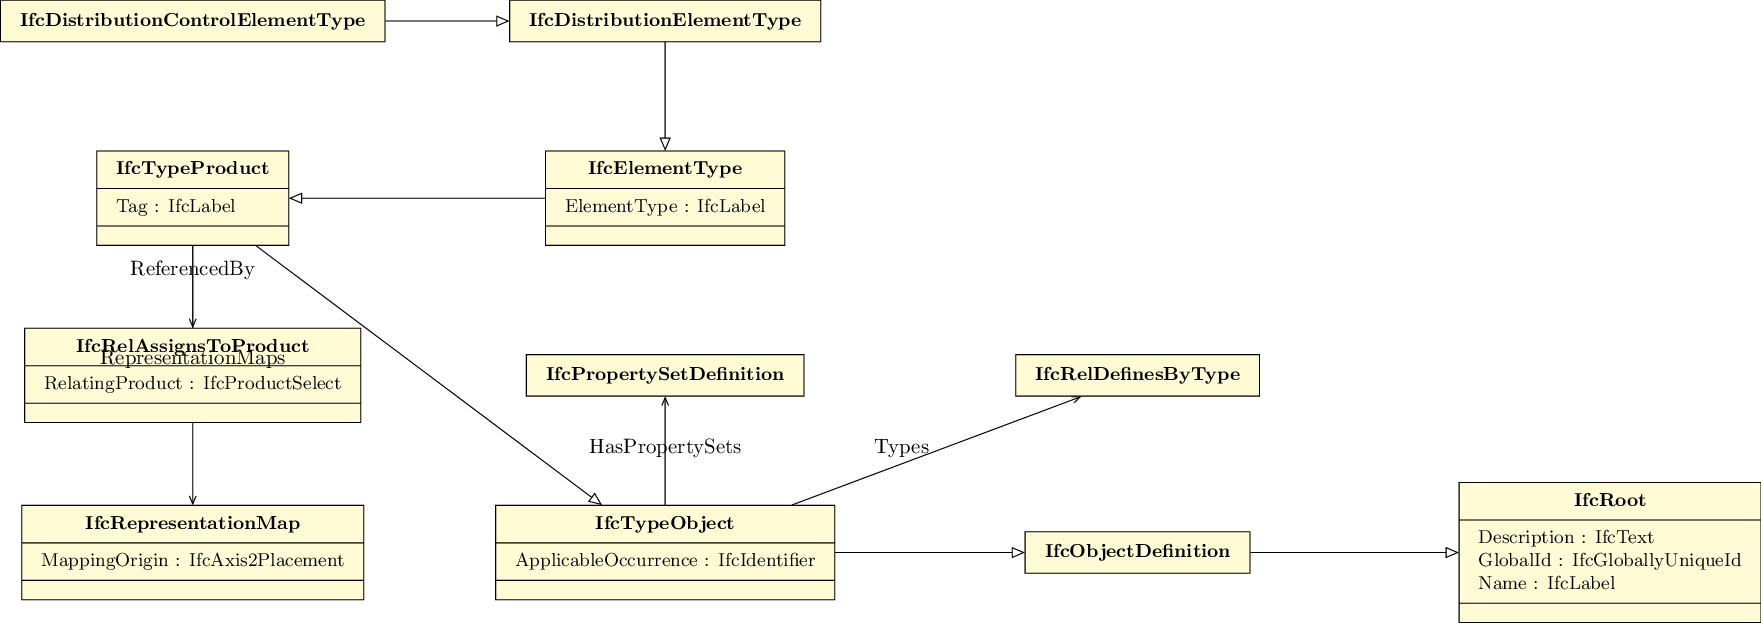 IfcDistributionControlElementType
IfcDistributionElementType
IfcTypeProduct
Tag : IfcLabel
IfcElementType
ElementType : IfcLabel
ReferencedBy
IfcRelAssignsToProduct
RepresentationMaps
RelatingProduct : IfcProductSelect
IfcPropertySetDefinition
IfcRelDefinesByType
HasPropertySets
Types
IfcRepresentationMap
MappingOrigin : IfcAxis2Placement
IfcTypeObject
ApplicableOccurrence : IfcIdentifier
IfcObjectDefinition
IfcRoot
Description : IfcText
GlobalId : IfcGloballyUniqueId
Name : IfcLabel